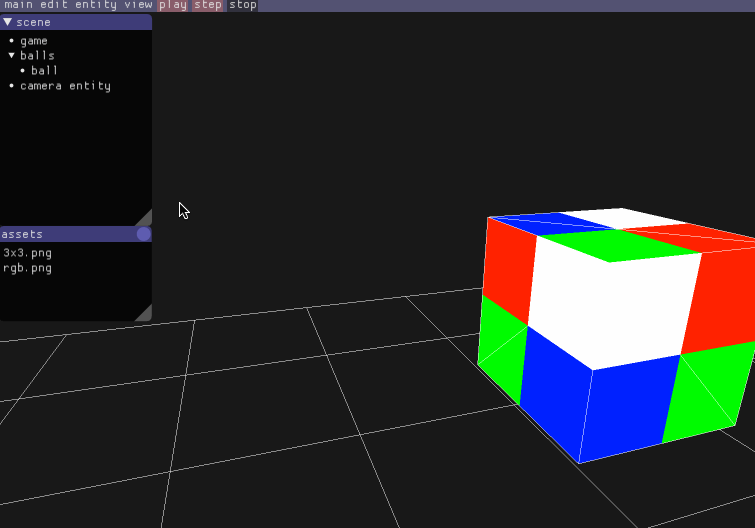 main edit entity view play step stop
scene
game
balls
ball
camera entity
assets
3x3.png
rgb.png